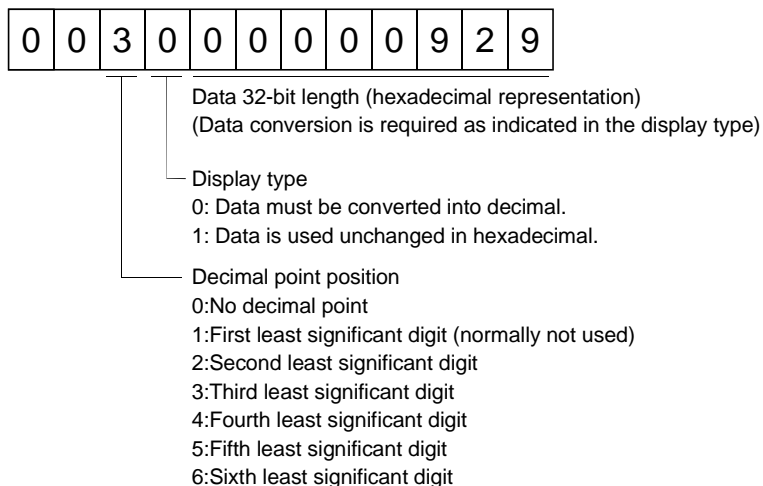 0 0 3 0 0 0 0 0 0 9 2 9
Data 32-bit length (hexadecimal representation)
(Data conversion is required as indicated in the display type)
Display type
0: Data must be converted into decimal.
1: Data is used unchanged in hexadecimal.
Decimal point position
0:No decimal point
1:First least significant digit (normally not used)
2:Second least significant digit
3:Third least significant digit
4:Fourth least significant digit
5:Fifth least significant digit
6:Sixth least significant digit